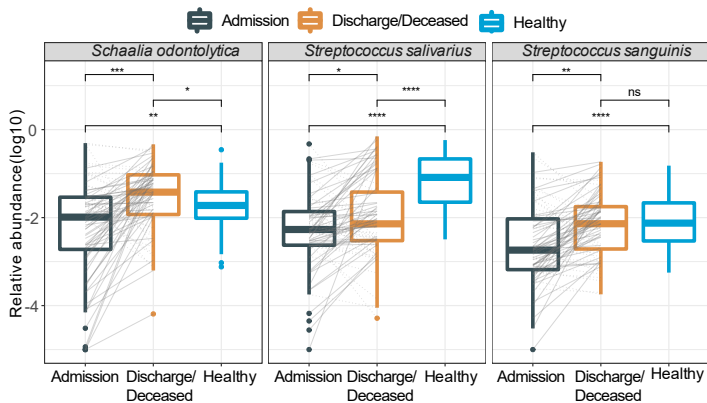 Admission Discharge/Deceased Healthy
Schaalia odontolytica Streptococcus salivarius Streptococcus sanguinis
*** * **
* **** ns
** **** ****
Relative abundance(log10)
0
-2
-4
Admission Discharge/ Healthy Admission Discharge/ Healthy Admission Discharge/ Healthy
Deceased Deceased Deceased